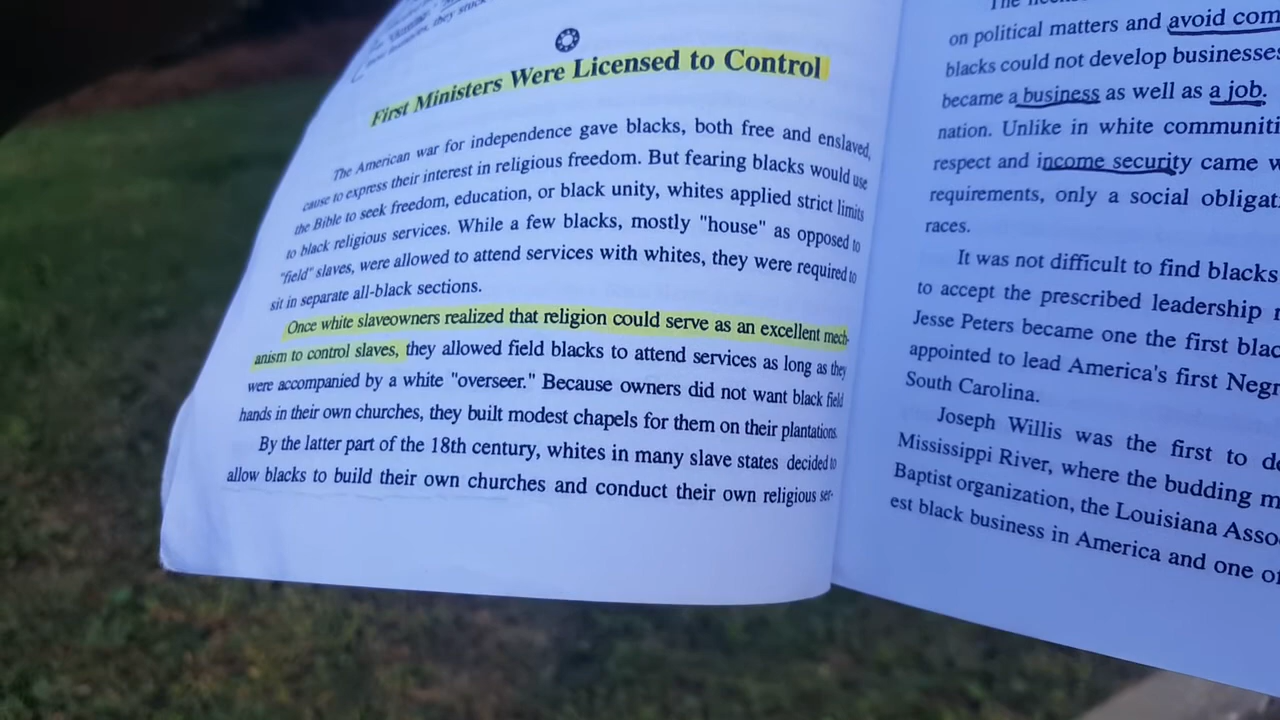 First Ministers Were Licensed to Control
The American war for independence gave blacks, both free and enslaved,
cause to express their interest in religious freedom. But fearing blacks would use
the Bible to seek freedom, education, or black unity, whites applied strict limits
to black religious services. While a few blacks, mostly "house" as opposed to
"field" slaves, were allowed to attend services with whites, they were required to
sit in separate all-black sections.
Once white slaveowners realized that religion could serve as an excellent mech-
anism to control slaves, they allowed field blacks to attend services as long as they
were accompanied by a white "overseer." Because owners did not want black field
hands in their own churches, they built modest chapels for them on their plantations.
By the latter part of the 18th century, whites in many slave states decided to
allow blacks to build their own churches and conduct their own religious ser-
on political matters and avoid com
blacks could not develop businesses
became a business as well as a job.
nation. Unlike in white communiti
respect and income security came w
requirements, only a social obligat
races.
It was not difficult to find blacks
to accept the prescribed leadership
Jesse Peters became one the first blac
appointed to lead America's first Negr
South Carolina.
Joseph Willis was the first to d
Mississippi River, where the budding m
Baptist organization, the Louisiana Asso
est black business in America and one of